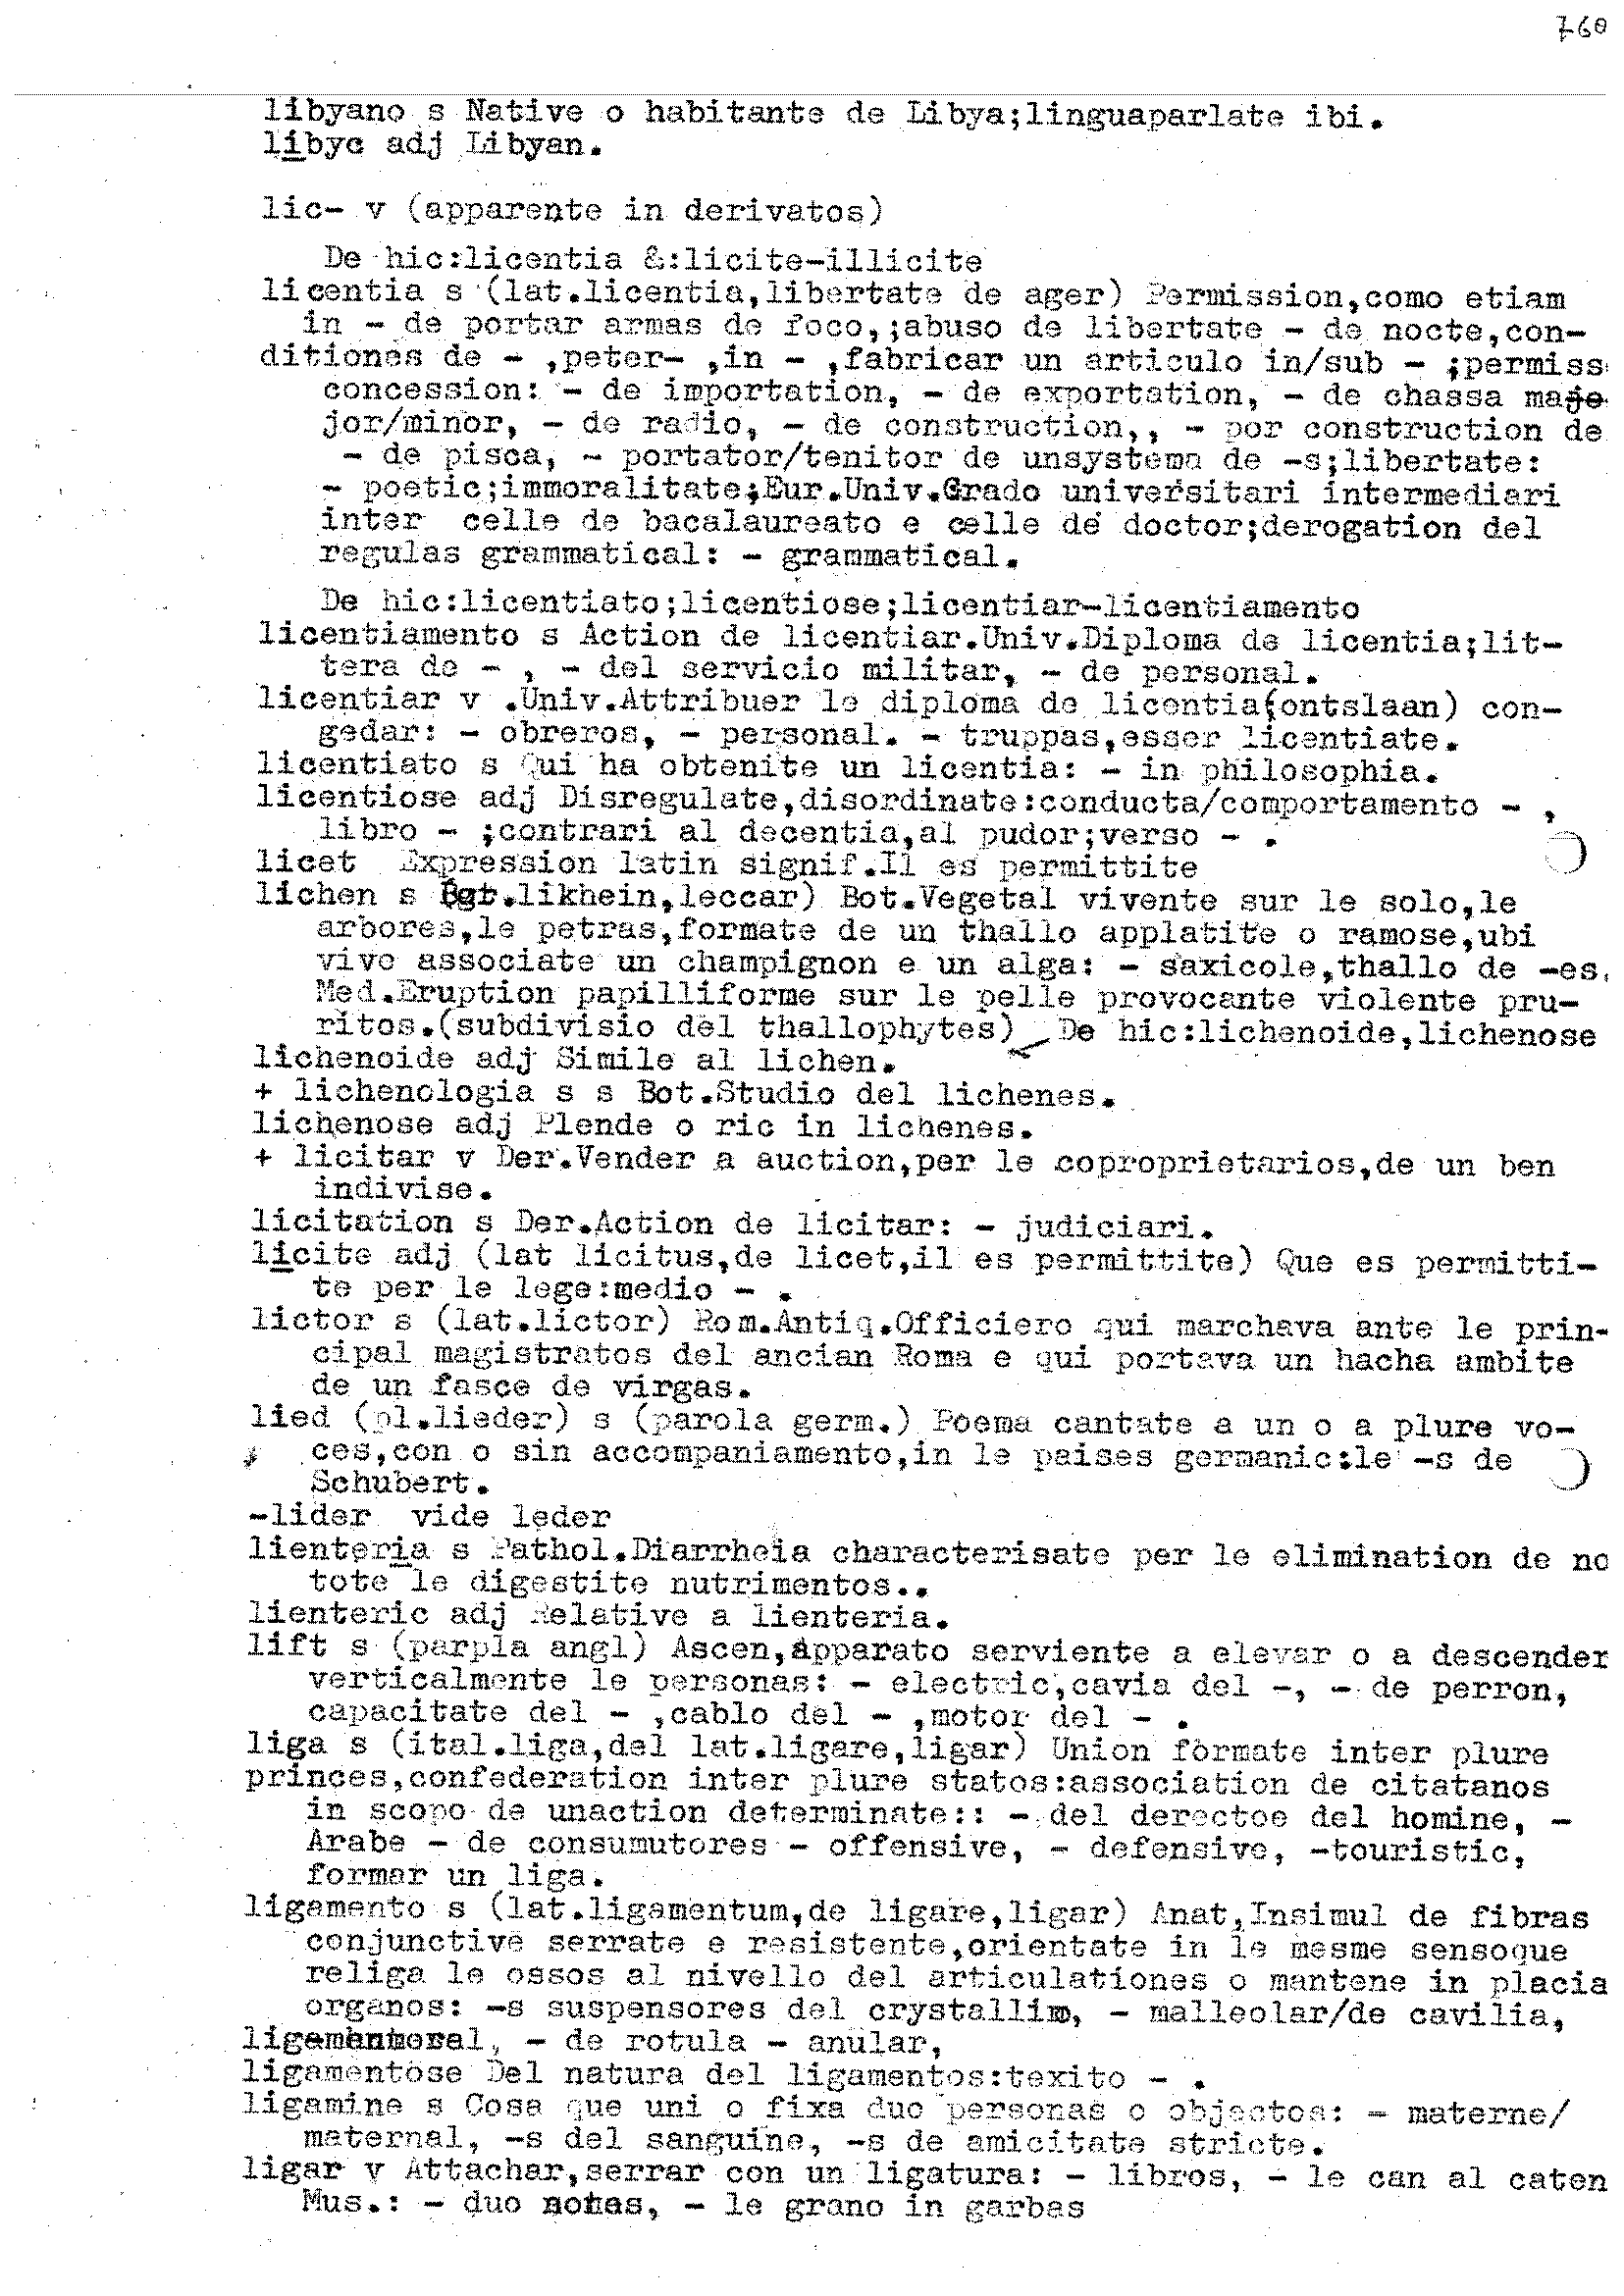 760
libyano s Native o habitante de Libya;linguaparlate ibi.
libyc adj Libyan.
lic- v (apparente in derivatos)
De hic:licentia &:licite-illicite
licentia s (lat.licentia,libertate de ager) Permission,como etiam
in - de portar armas de foco,;abuso de libertate - de nocte,con-
ditiones de - ,peter- ,in - ,fabricar un articulo in/sub - ;permiss
concession: - de importation, - de exportation, - de chassa maje
jor/minor, - de radio, - de construction,, - por construction de
- de pisca, - portator/tenitor de unsystema de -s;libertate:
- poetic;immoralitate;Eur.Univ.Grado universitari intermediari
inter celle de bacalaureato e celle de doctor;derogation del
regulas grammatical: - grammatical.
De hic:licentiato;licentiose;licentiar-licentiamento
licentiamento s Action de licentiar.Univ.Diploma de licentia;lit-
tera de - , - del servicio militar, - de personal.
licentiar v .Univ.Attribuer le diploma de licentia(ontslaan) con-
gedar: - obreros, - personal. - truppas,esser licentiate.
licentiato s Qui ha obtenite un licentia: - in philosophia.
licentiose adj Disregulate,disordinate:conducta/comportamento - ,
libro - ;contrari al decentia,al pudor;verso - .
licet Expression latin signif.Il es permittite
lichen s (gt.likhein,leccar) Bot.Vegetal vivente sur le solo,le
arbores,le petras,formate de un thallo applatite o ramose,ubi
vive associate un champignon e un alga: - saxicole,thallo de -es.
Med.Eruption papilliforme sur le pelle provocante violente pru-
ritos.(subdivisio del thallophytes) De hic:lichenoide,lichenose
lichenoide adj Simile al lichen.
+ lichenologia s s Bot.Studio del lichenes.
lichenose adj Plende o ric in lichenes.
+ licitar v Der.Vender a auction,per le coproprietarios,de un ben
indivise.
licitation s Der.Action de licitar: - judiciari.
licite adj (lat licitus,de licet,il es permittite) Que es permitti-
te per le lege:medio - .
lictor s (lat.lictor) Rom.Antiq.Officiero qui marchava ante le prin-
cipal magistratos del ancian Roma e qui portava un hacha ambite
de un fasce de virgas.
lied (pl.lieder) s (parola germ.) Poema cantate a un o a plure vo-
ces,con o sin accompaniamento,in le paises germanic:le -s de
Schubert.
-lider vide leder
lienteria s Pathol.Diarrheia characterisate per le elimination de no
tote le digestite nutrimentos..
lienteric adj Relative a lienteria.
lift s (parpla angl) Ascen,apparato serviente a elevar o a descender
verticalmente le personas: - electric,cavia del -, - de perron,
capacitate del - ,cablo del - ,motor del - .
liga s (ital.liga,del lat.ligare,ligar) Union formate inter plure
princes,confederation inter plure statos:association de citatanos
in scopo de unaction determinate:: - del derectoe del homine, -
Arabe - de consumutores - offensive, - defensive, -touristic,
formar un liga.
ligamento s (lat.ligamentum,de ligare,ligar) Anat,Insimul de fibras
conjunctive serrate e resistente,orientate in le mesme sensoque
religa le ossos al nivello del articulationes o mantene in placia
organos: -s suspensores del crystallim, - malleolar/de cavilia,
- de rotula - anular,
ligamentose Del natura del ligamentos:texito - .
ligamine s Cosa que uni o fixa duo personas o objectos: - materne/
maternal, -s del sanguine, -s de amicitate stricte.
ligar v Attachar,serrar con un ligatura: - libros, - le can al caten
Mus.: - duo notas, - le grano in garbas